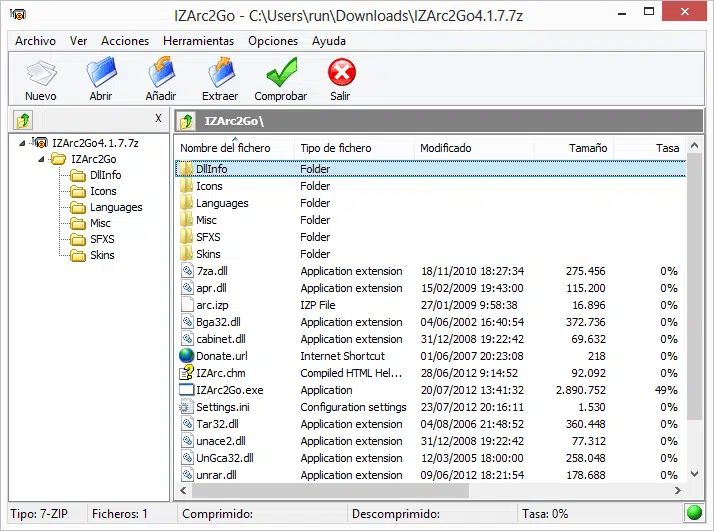 IZArc2Go - C:\Users\run\Downloads\IZArc2Go4.1.7.7z
Archivo Ver Acciones Herramientas Opciones Ayuda
Nuevo Abrir Añadir Extraer Comprobar Salir
X IZArc2Go\
IZArc2Go4.1.7.7z
IZArc2Go
DllInfo
Icons
Languages
Misc
SFXS
Skins
Nombre del fichero Tipo de fichero Modificado Tamaño Tasa
DllInfo Folder
Icons Folder
Languages Folder
Misc Folder
SFXS Folder
Skins Folder
7za.dll Application extension 18/11/2010 18:27:34 275.456 0%
apr.dll Application extension 15/02/2009 19:43:00 115.200 0%
arc.izp IZP File 27/01/2009 9:58:38 16.896 0%
Bga32.dll Application extension 04/06/2002 16:40:54 372.736 0%
cabinet.dll Application extension 31/12/2008 19:22:42 69.632 0%
Donate.url Internet Shortcut 01/06/2007 20:23:08 218 0%
IZArc.chm Compiled HTML Hel... 28/06/2012 9:14:52 92.092 0%
IZArc2Go.exe Application 20/07/2012 13:41:32 2.890.752 49%
Settings.ini Configuration settings 23/07/2012 20:16:11 1.530 0%
Tar32.dll Application extension 04/08/2006 21:48:52 360.448 0%
unace2.dll Application extension 31/12/2008 19:22:42 77.312 0%
UnGca32.dll Application extension 12/03/2005 18:00:00 258.048 0%
unrar.dll Application extension 09/06/2012 18:21:54 178.688 0%
Tipo: 7-ZIP Ficheros: 1 Comprimido: Descomprimido: Tasa: 0%